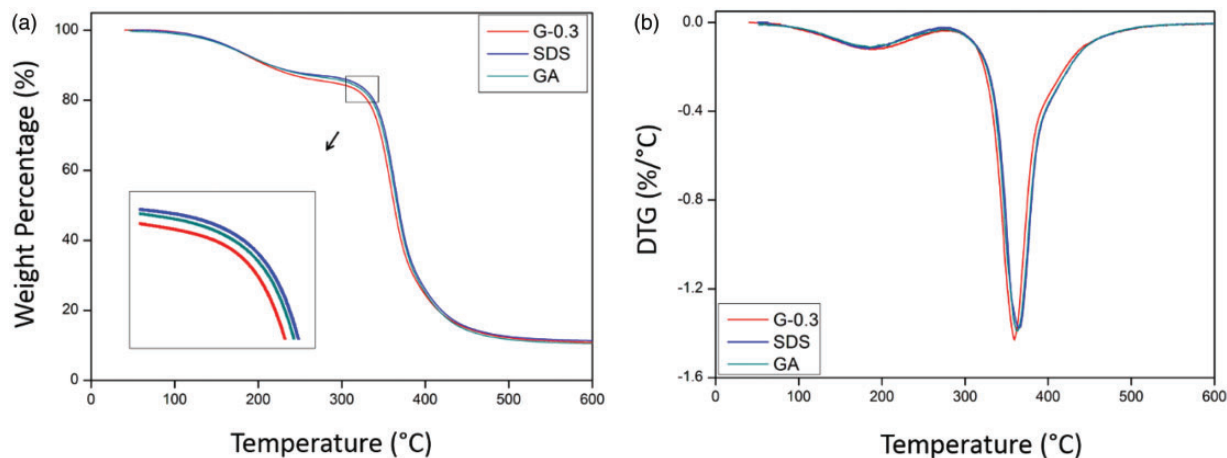 (a)
G-0.3
SDS
GA
100
80
60
40
20
0
Weight Percentage (%)
0 100 200 300 400 500 600
Temperature (°C)
(b)
0.0
-0.4
-0.8
-1.2
-1.6
DTG (%/°C)
G-0.3
SDS
GA
0 100 200 300 400 500 600
Temperature (°C)